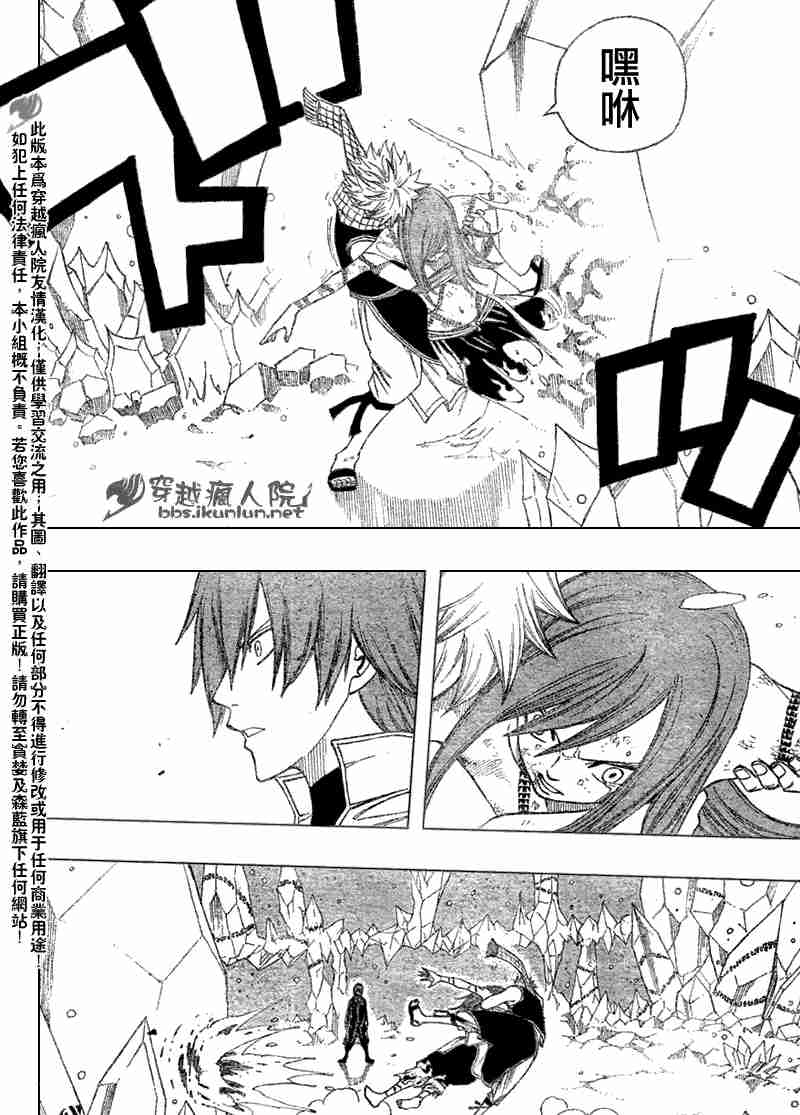 嘿咻
此版本爲穿越瘋人院友情漢化┆僅供學習交流之用┆其圖、翻譯以及任何部分不得進行修改或用于任何商業用途！
如犯上任何法律責任，本小組概不負責。若您喜歡此作品，請購買正版！請勿轉至貪婪及森藍旗下任何網站！
穿越瘋人院
bbs.ikunlun.net